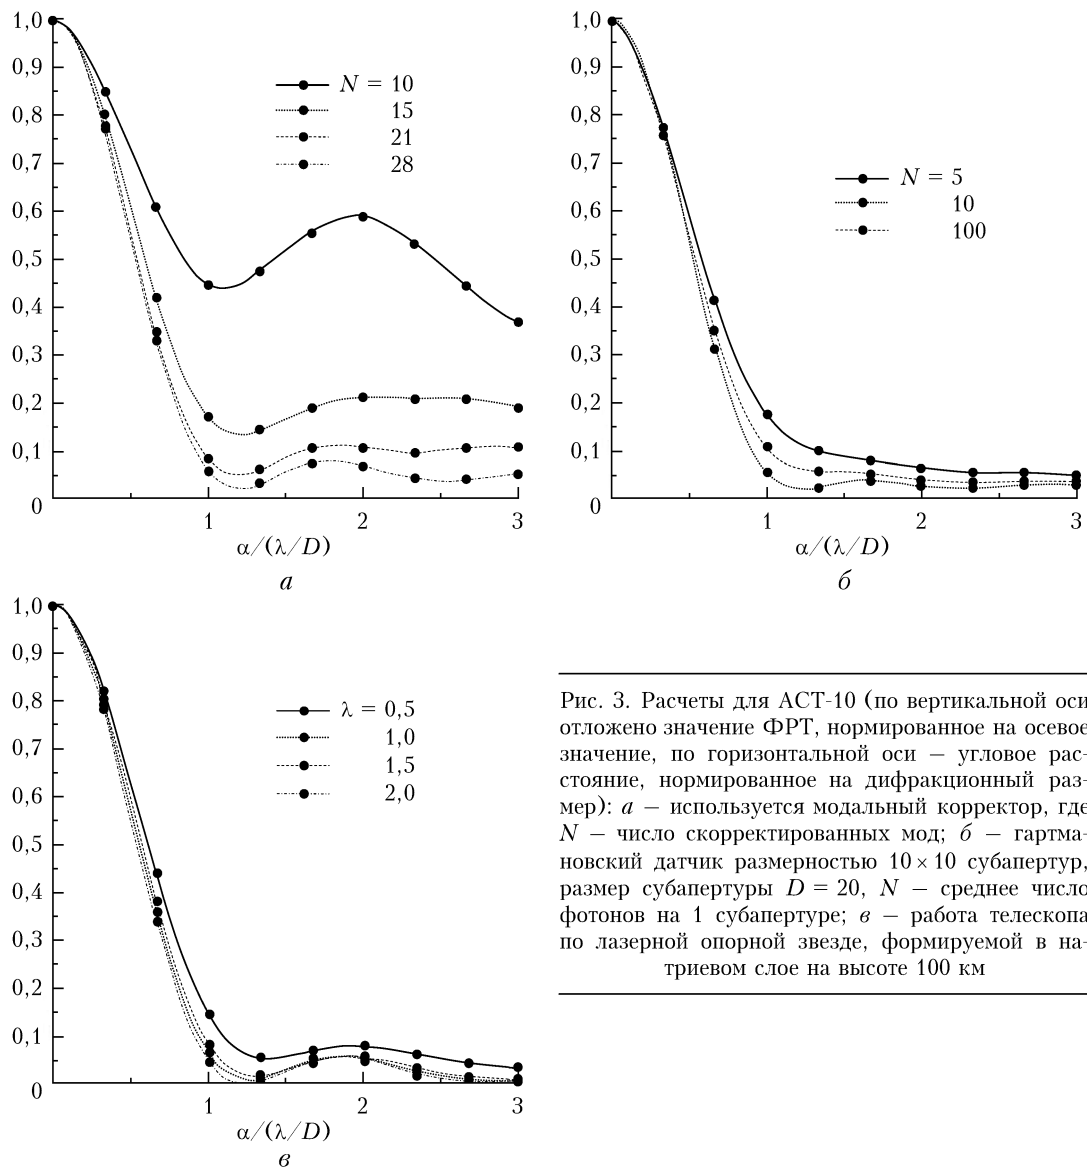 1,0
0,9
0,8
0,7
0,6
0,5
0,4
0,3
0,2
0,1
0
N = 10
15
21
28
1
2
3
α/(λ/D)
а
1,0
0,9
0,8
0,7
0,6
0,5
0,4
0,3
0,2
0,1
0
N = 5
10
100
1
2
3
α/(λ/D)
б
1,0
0,9
0,8
0,7
0,6
0,5
0,4
0,3
0,2
0,1
0
λ = 0,5
1,0
1,5
2,0
1
2
3
α/(λ/D)
в
Рис. 3. Расчеты для АСТ-10 (по вертикальной оси
отложено значение ФРТ, нормированное на осевое
значение, по горизонтальной оси – угловое рас-
стояние, нормированное на дифракционный раз-
мер): а – используется модальный корректор, где
N – число скорректированных мод; б – гартма-
новский датчик размерностью 10×10 субапертур,
размер субапертуры D = 20, N – среднее число
фотонов на 1 субапертуре; в – работа телескопа
по лазерной опорной звезде, формируемой в на-
триевом слое на высоте 100 км